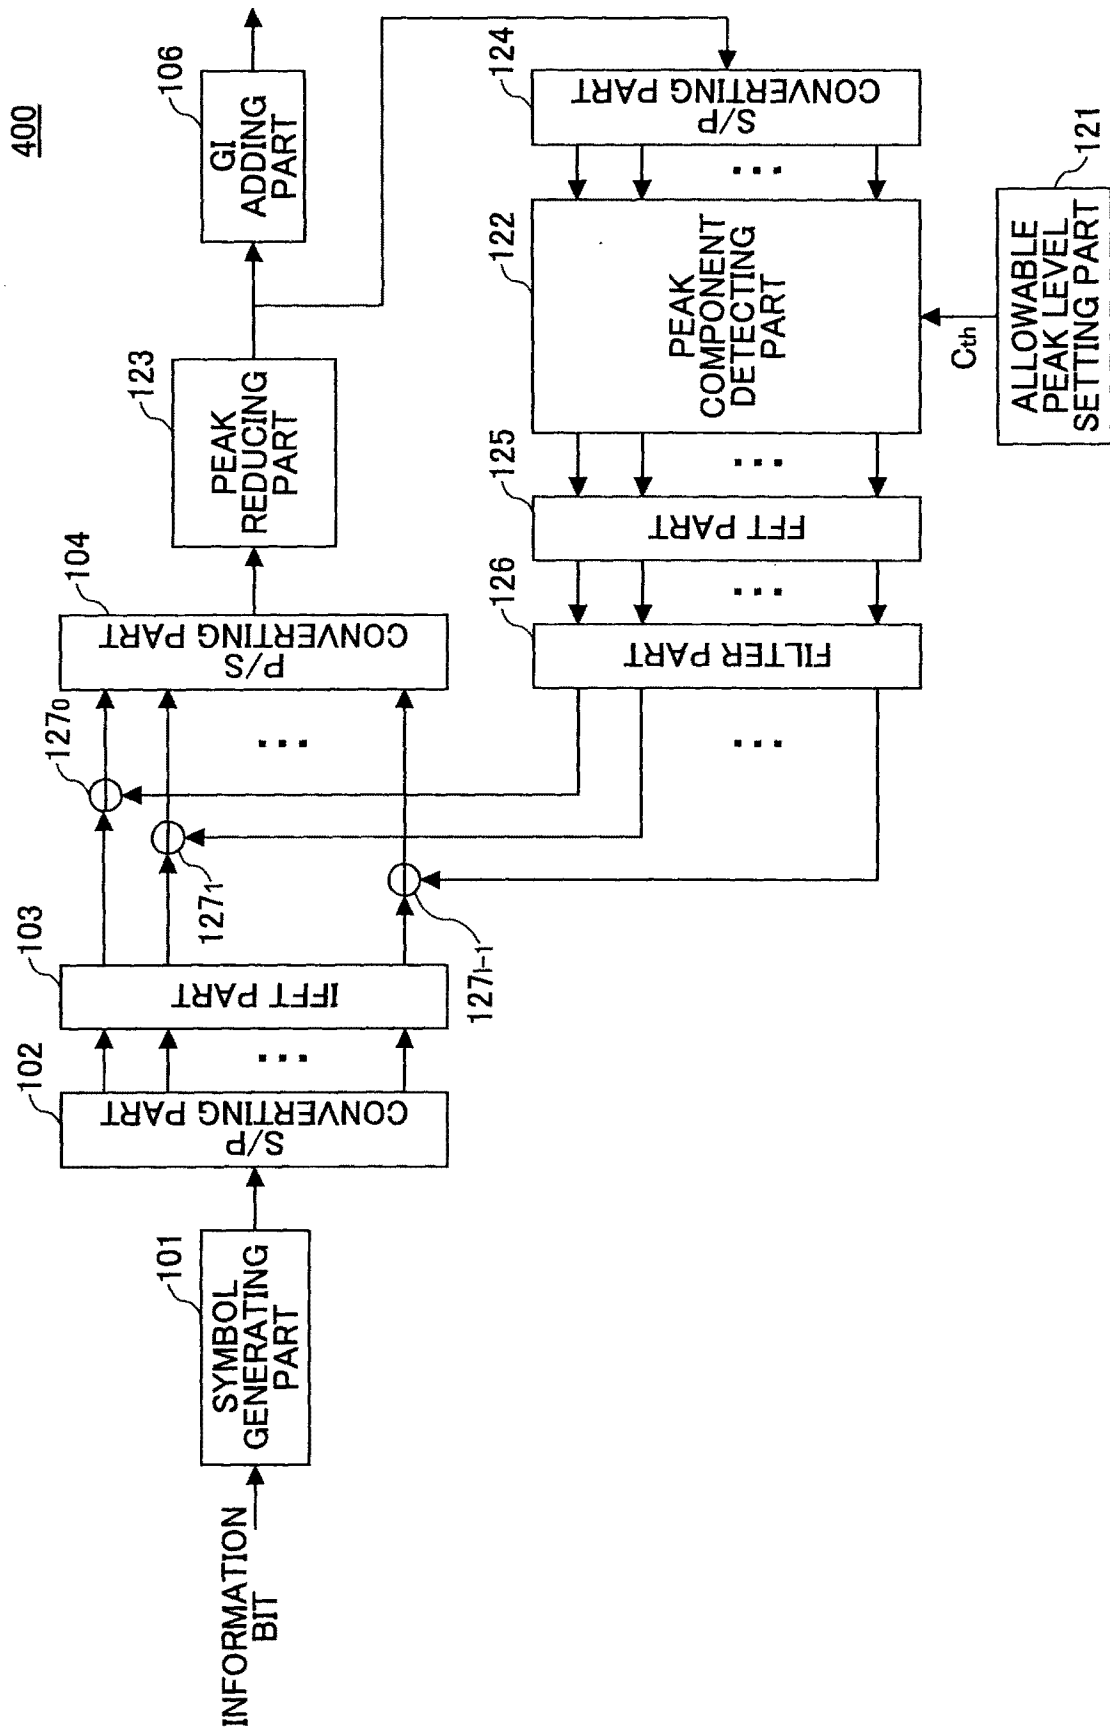 400
INFORMATION
BIT
101
SYMBOL
GENERATING
PART
102
S/P
CONVERTING PART
103
IFFT PART
1270
1271
127I-1
104
P/S
CONVERTING PART
123
PEAK
REDUCING
PART
106
GI
ADDING
PART
124
S/P
CONVERTING PART
122
PEAK
COMPONENT
DETECTING
PART
125
FFT PART
126
FILTER PART
Cth
121
ALLOWABLE
PEAK LEVEL
SETTING PART